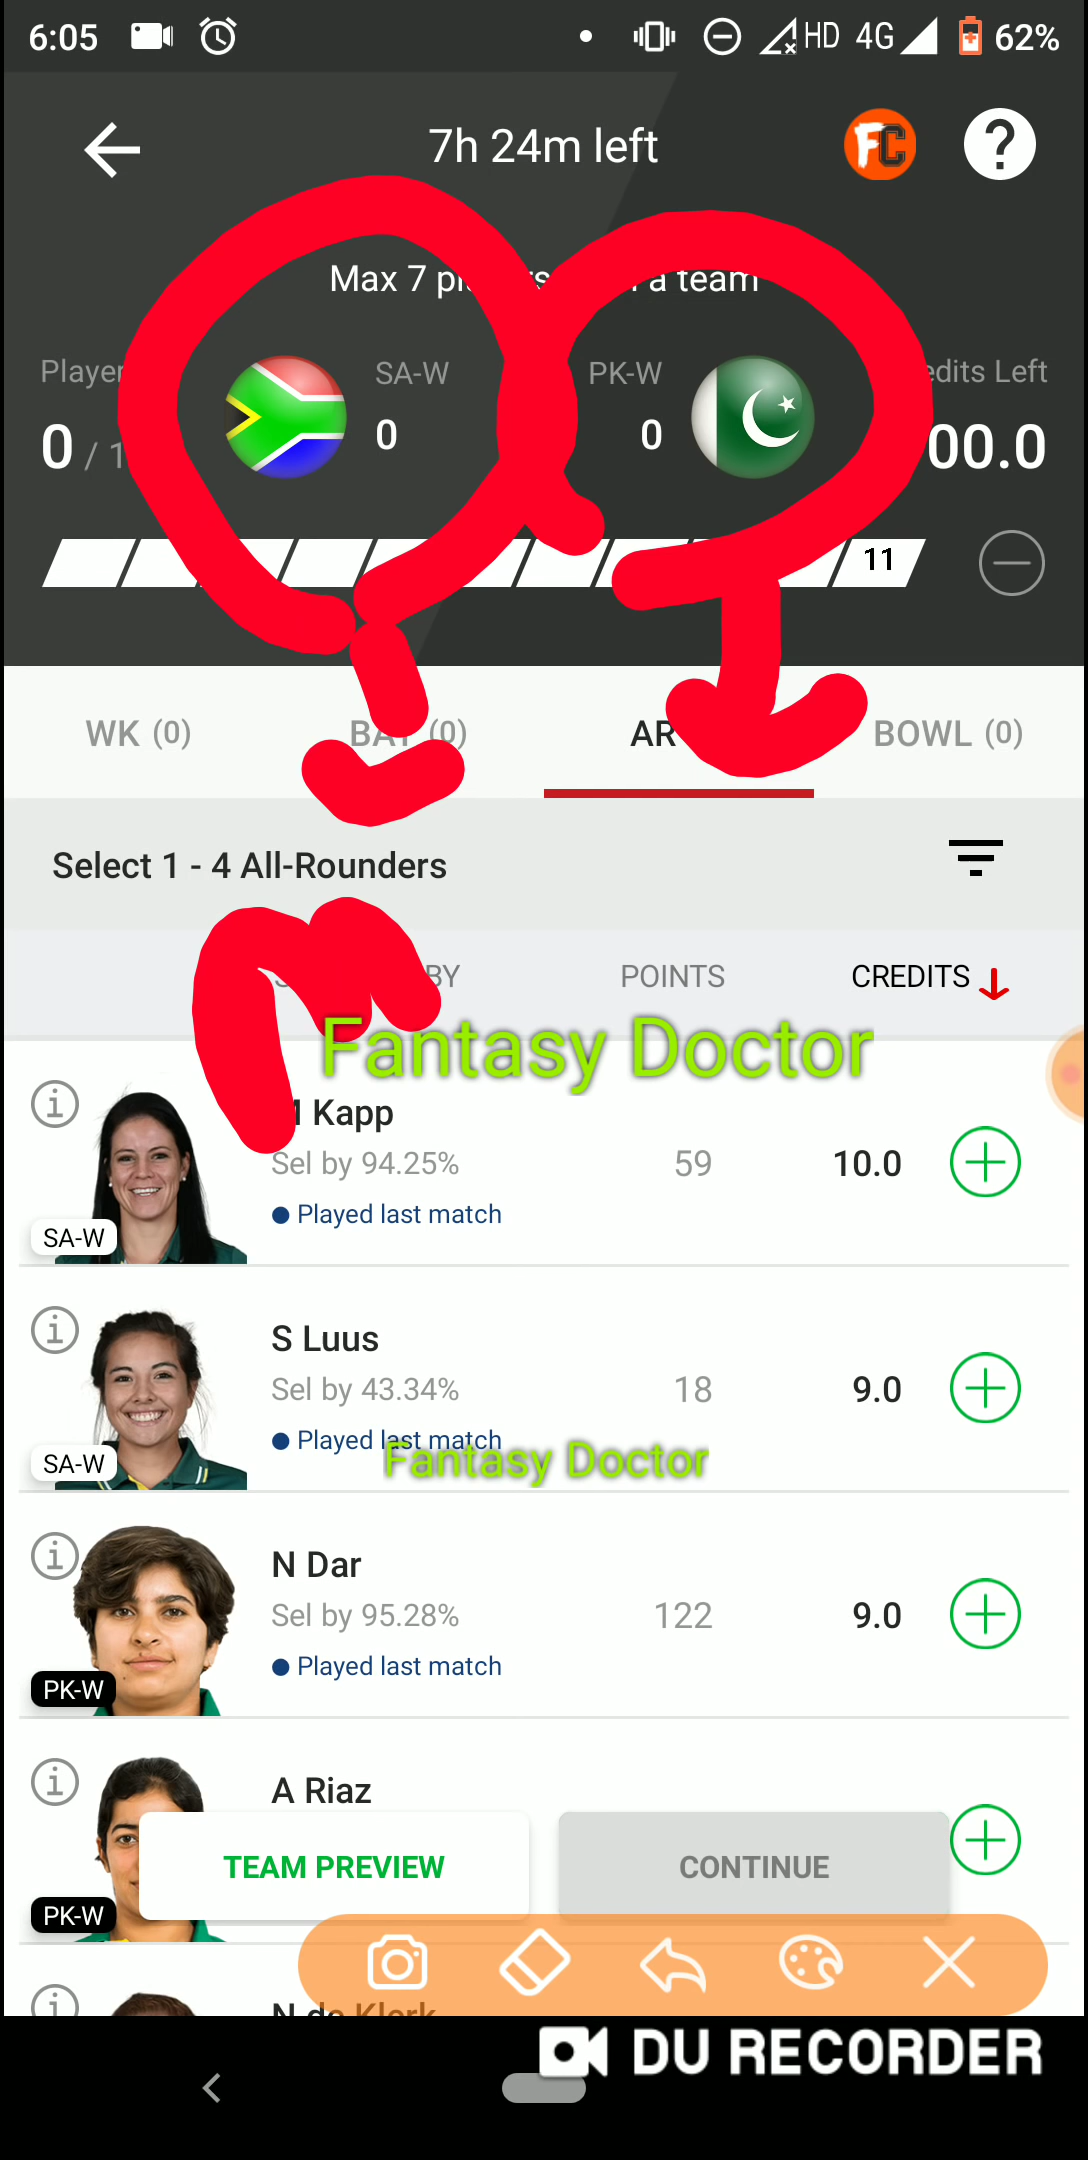 6:05 HD 4G 62%
7h 24m left FC ?
Max 7 a team
SA-W PK-W Left
0 / 1 0 0 00.0
11
WK (0) (0) AR BOWL (0)
Select 1 - 4 All-Rounders
BY POINTS CREDITS
Fantasy Doctor
i Kapp
Sel by 94.25% 59 10.0
Played last match
SA-W
i S Luus
Sel by 43.34% 18 9.0
Played last match
Fantasy Doctor
SA-W
i N Dar
Sel by 95.28% 122 9.0
Played last match
PK-W
i A Riaz
TEAM PREVIEW CONTINUE
PK-W
N de Klerk
DU RECORDER